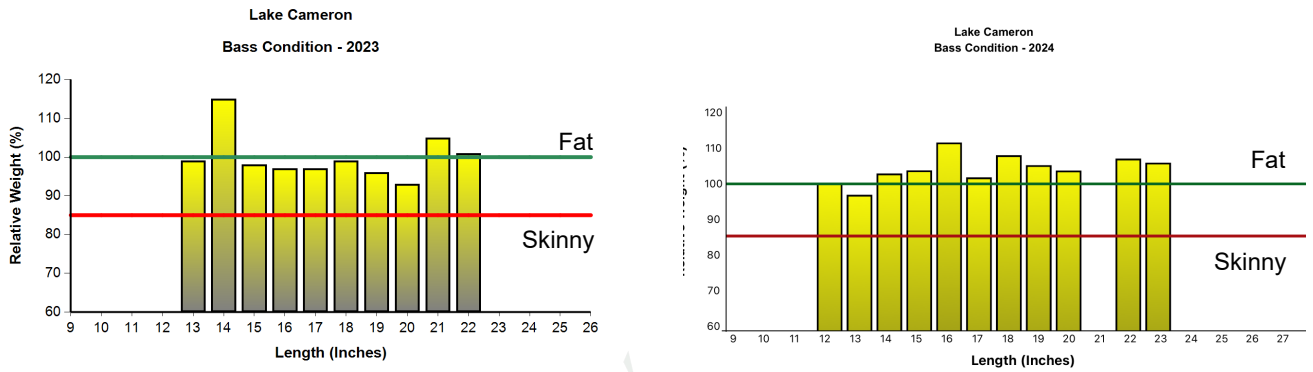 Lake Cameron
Bass Condition - 2023
120
110
100
90
80
70
60
Relative Weight (%)
Fat
Skinny
9 10 11 12 13 14 15 16 17 18 19 20 21 22 23 24 25 26
Length (Inches)
Lake Cameron
Bass Condition - 2024
120
110
100
90
80
70
60
Fat
Skinny
9 10 11 12 13 14 15 16 17 18 19 20 21 22 23 24 25 26 27
Length (Inches)